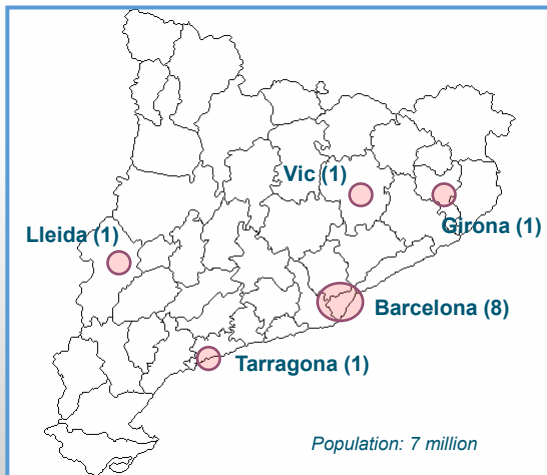 Vic (1)
Girona (1)
Lleida (1)
Barcelona (8)
Tarragona (1)
Population: 7 million